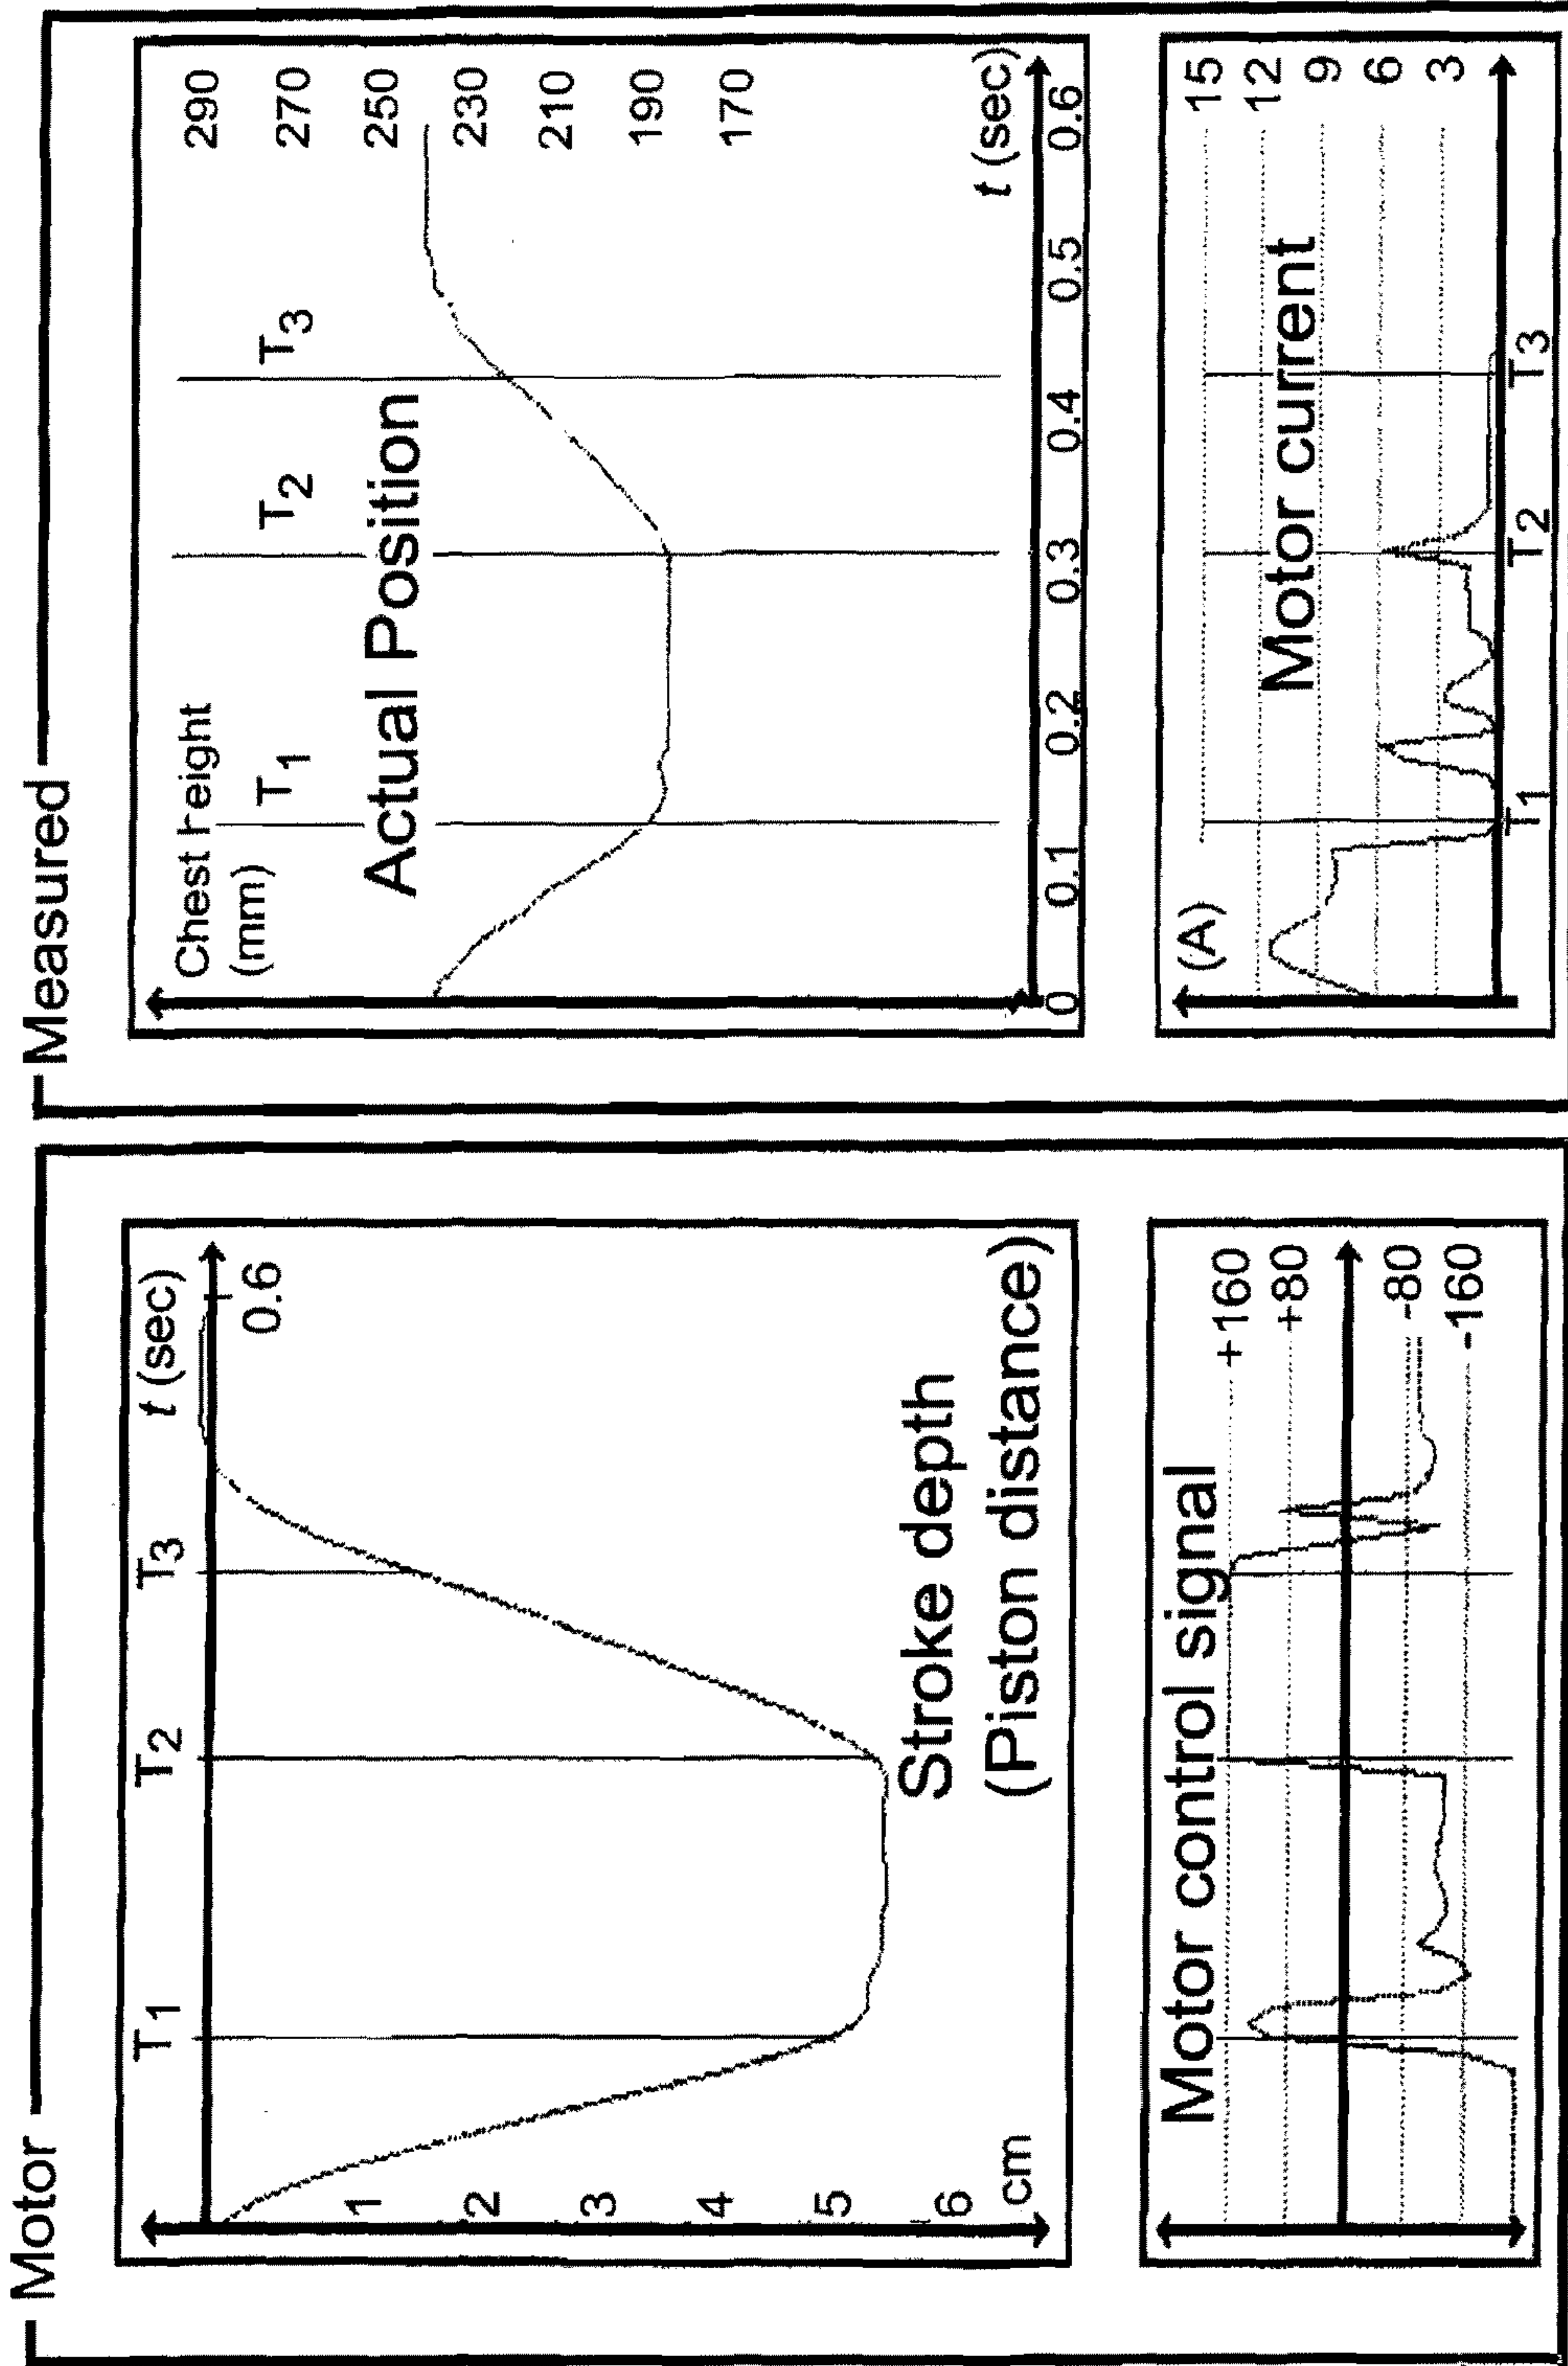 Motor
t (sec)
T1
T2
T3
0.6
1
2
3
4
5
6
cm
Stroke depth
(Piston distance)
Motor control signal
+160
+80
-80
-160
Measured
Chest height
(mm)
T1
T2
T3
Actual Position
290
270
250
230
210
190
170
t (sec)
0
0.1
0.2
0.3
0.4
0.5
0.6
(A)
Motor current
15
12
9
6
3
T1
T2
T3